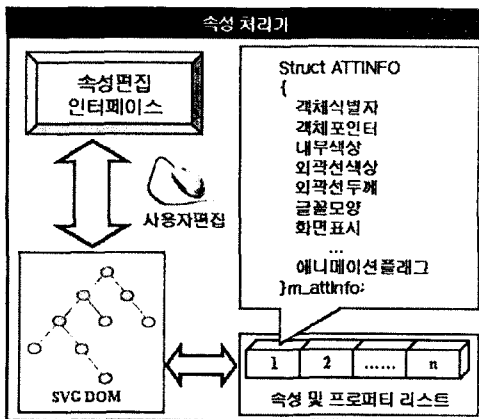 속성 처리기
속성편집
인터페이스
사용자편집
SVG DOM
Struct ATTINFO
{
객체식별자
객체포인터
내부색상
외곽선색상
외곽선두께
글꼴모양
화면표시
...
애니메이션플래그
}m_attInfo;
1 2 ...... n
속성 및 프로퍼티 리스트